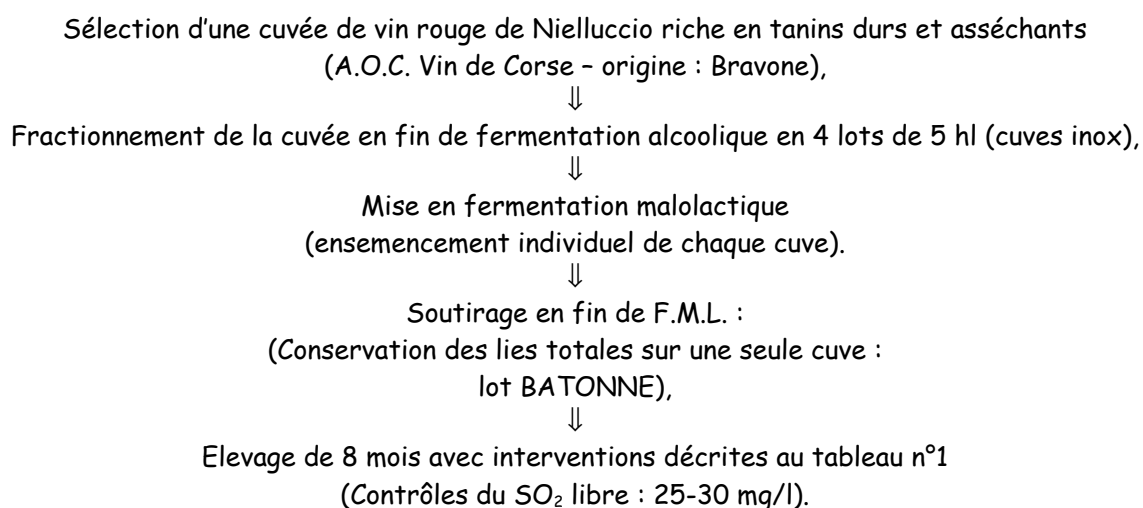 Sélection d'une cuvée de vin rouge de Nielluccio riche en tanins durs et asséchants
(A.O.C. Vin de Corse – origine : Bravone),
⇓
Fractionnement de la cuvée en fin de fermentation alcoolique en 4 lots de 5 hl (cuves inox),
⇓
Mise en fermentation malolactique
(ensemencement individuel de chaque cuve).
⇓
Soutirage en fin de F.M.L. :
(Conservation des lies totales sur une seule cuve :
lot BATONNE),
⇓
Elevage de 8 mois avec interventions décrites au tableau n°1
(Contrôles du SO₂ libre : 25-30 mg/l).